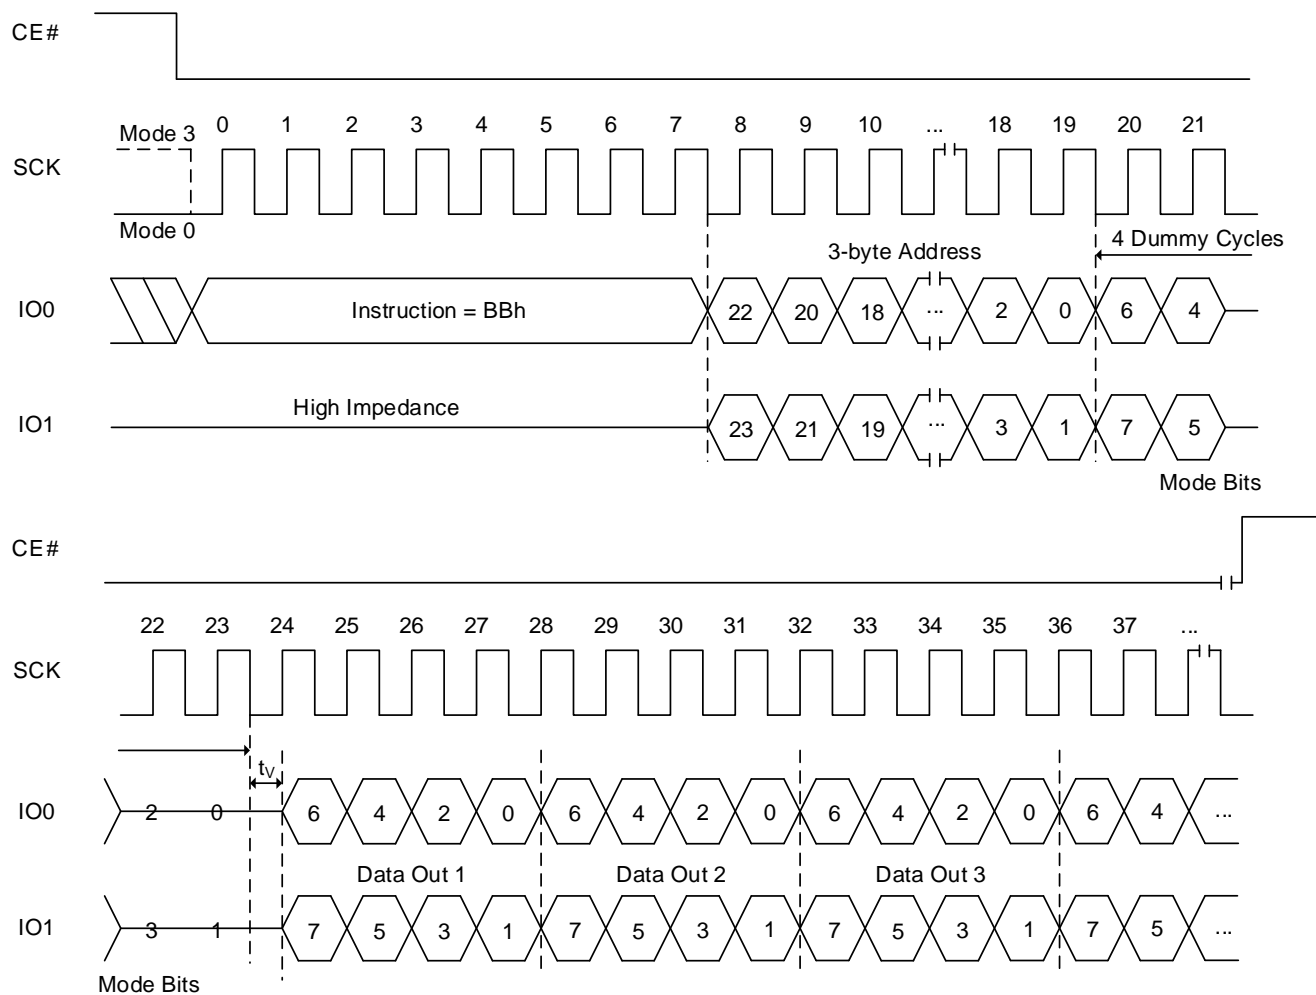 CE#
Mode 3
0 1 2 3 4 5 6 7 8 9 10 ... 18 19 20 21
SCK
Mode 0
3-byte Address
4 Dummy Cycles
IO0
Instruction = BBh
22 20 18 ... 2 0 6 4
High Impedance
IO1
23 21 19 ... 3 1 7 5
Mode Bits
CE#
22 23 24 25 26 27 28 29 30 31 32 33 34 35 36 37 ...
SCK
tV
IO0
2 0 6 4 2 0 6 4 2 0 6 4 2 0 6 4 ...
Data Out 1 Data Out 2 Data Out 3
IO1
3 1 7 5 3 1 7 5 3 1 7 5 3 1 7 5 ...
Mode Bits